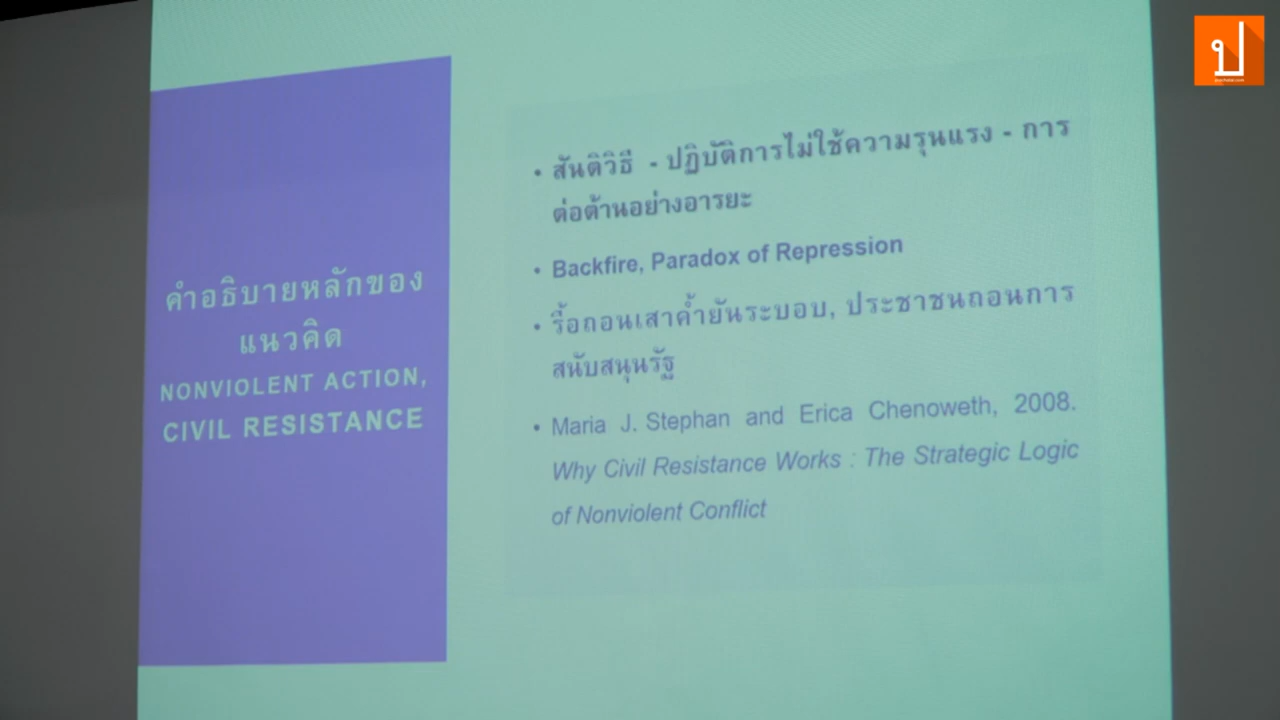 ป
คำอธิบายหลักของ
แนวคิด
NONVIOLENT ACTION,
CIVIL RESISTANCE
• สันติวิธี - ปฏิบัติการไม่ใช้ความรุนแรง - การ
ต่อต้านอย่างอารยะ
• Backfire, Paradox of Repression
• รื้อถอนเสาค้ำยันระบอบ, ประชาชนถอนการ
สนับสนุนรัฐ
• Maria J. Stephan and Erica Chenoweth, 2008.
Why Civil Resistance Works : The Strategic Logic
of Nonviolent Conflict